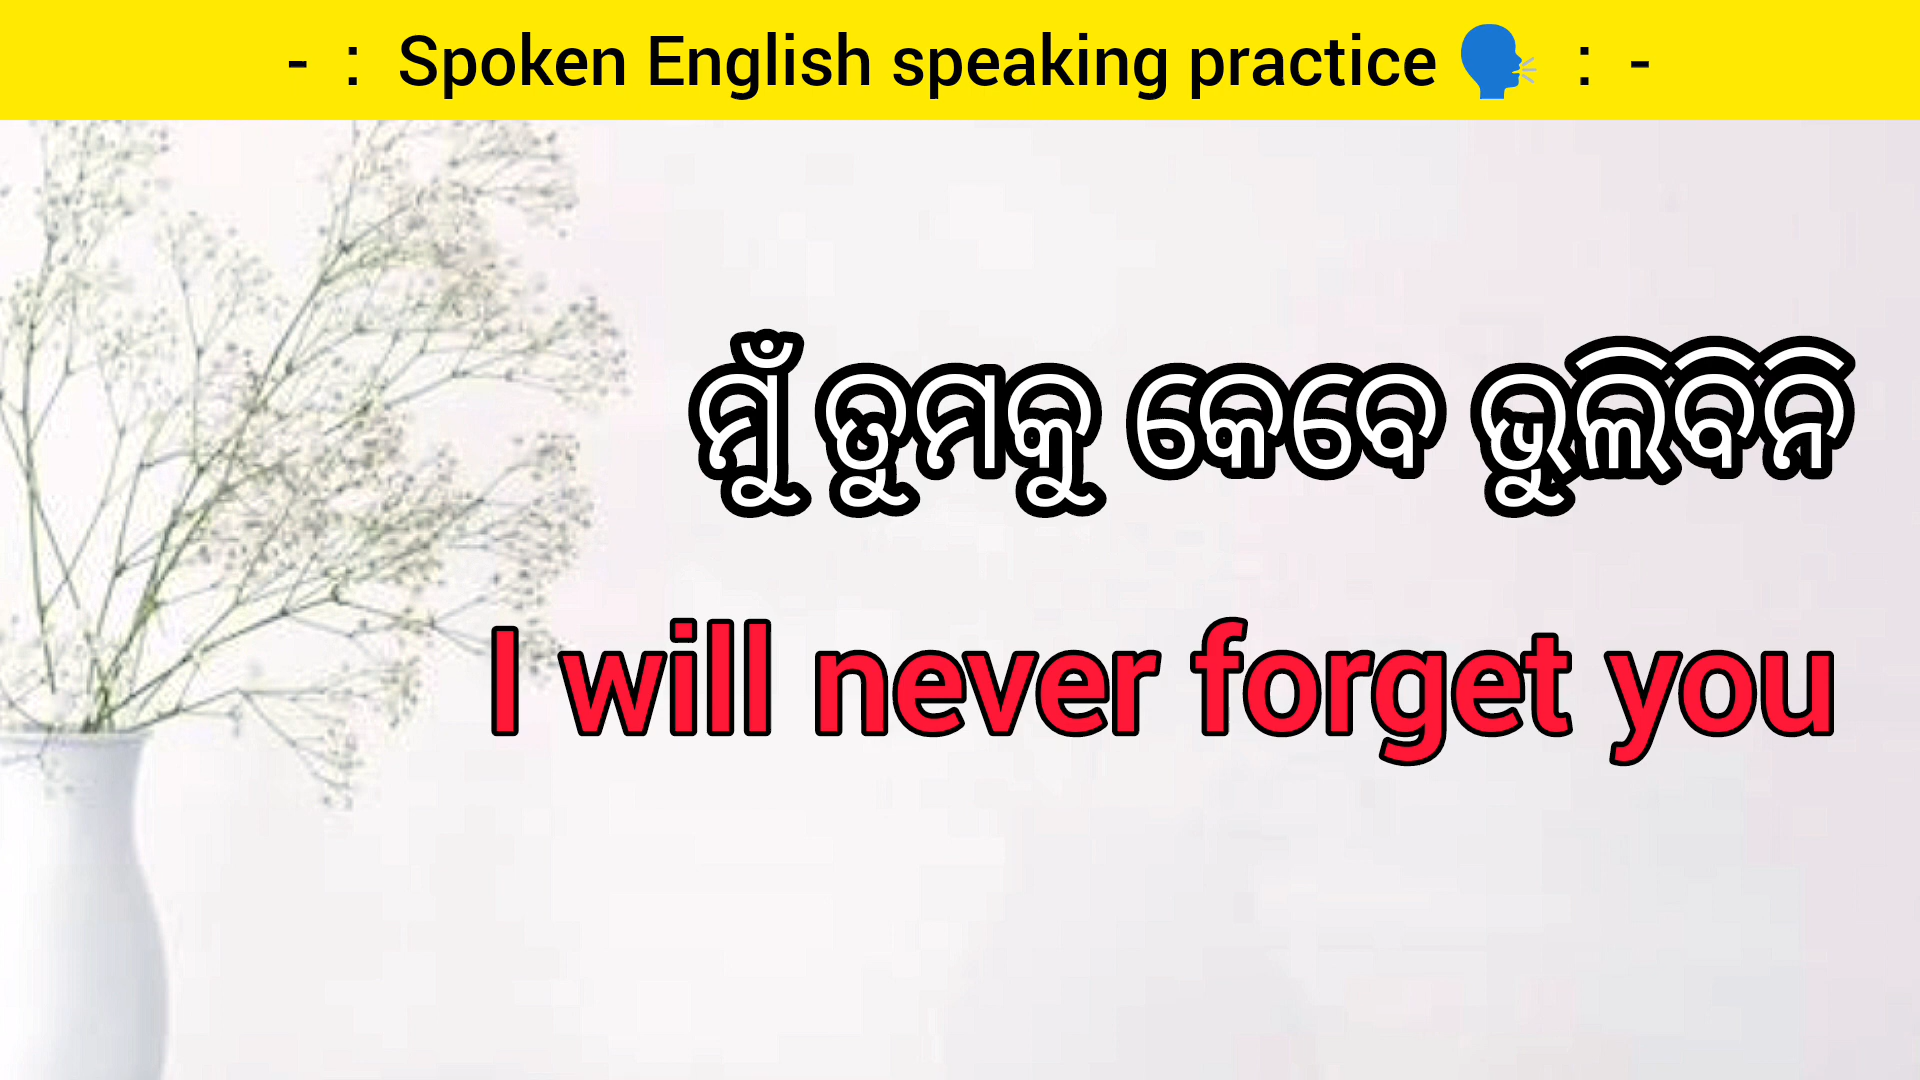 - : Spoken English speaking practice 🗣 : -
ମୁଁ ତୁମକୁ କେବେ ଭୁଲିବିନି
I will never forget you